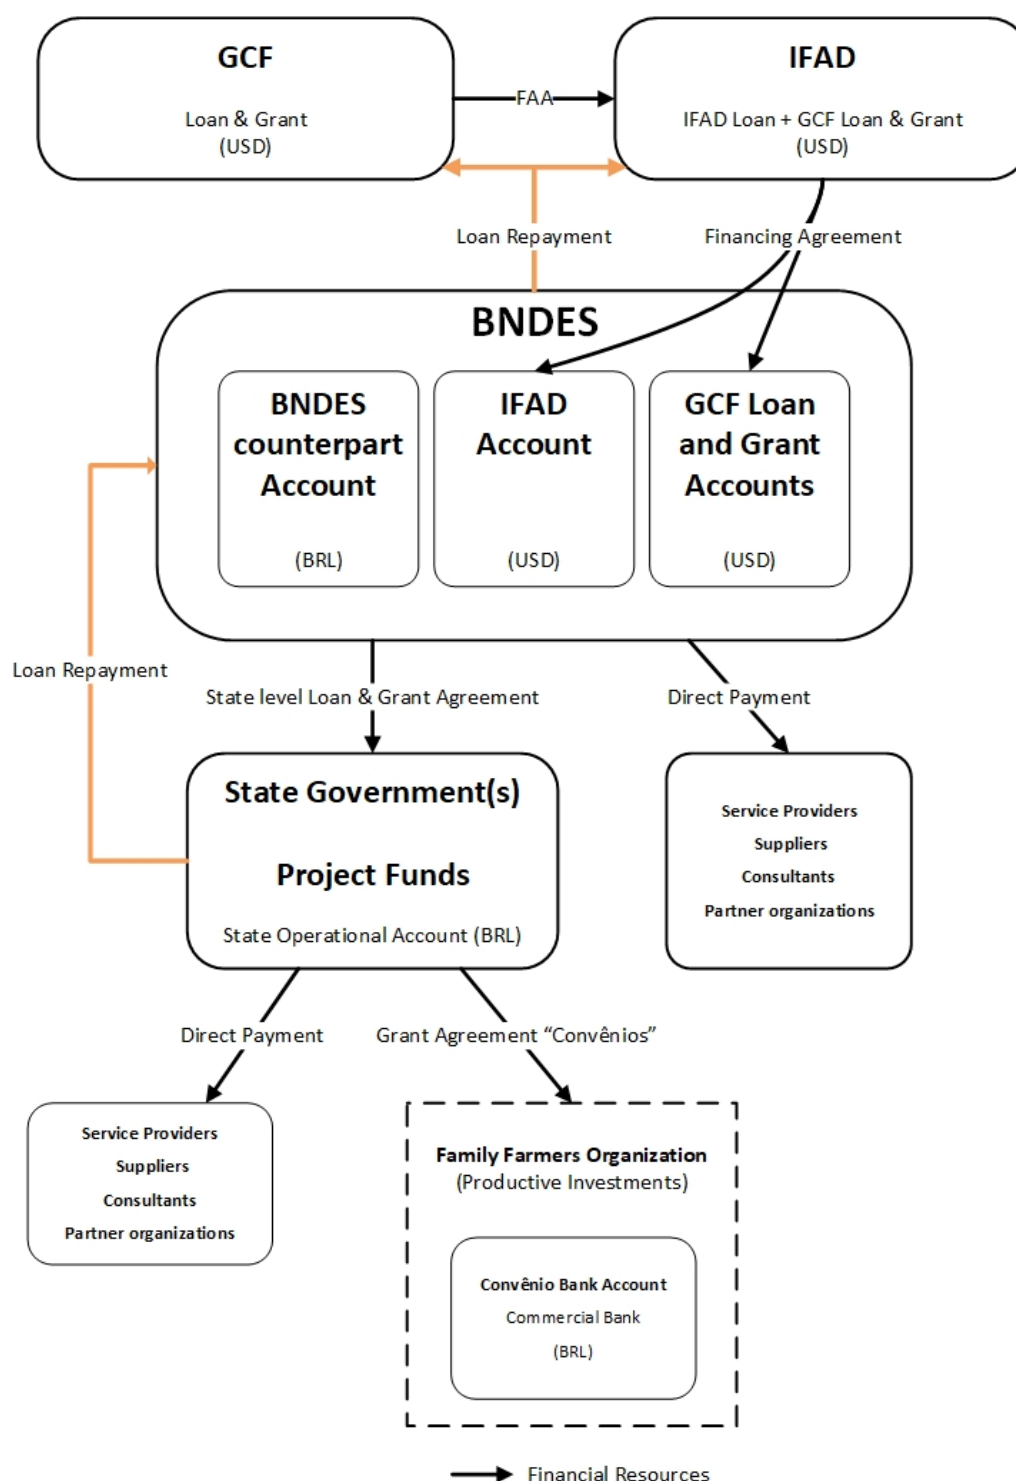 GCF
Loan & Grant
(USD)
FAA
IFAD
IFAD Loan + GCF Loan & Grant
(USD)
Loan Repayment
Financing Agreement
BNDES
BNDES
counterpart
Account
(BRL)
IFAD
Account
(USD)
GCF Loan
and Grant
Accounts
(USD)
Loan Repayment
State level Loan & Grant Agreement
Direct Payment
State Government(s)
Project Funds
State Operational Account (BRL)
Service Providers
Suppliers
Consultants
Partner organizations
Direct Payment
Grant Agreement “Convênios”
Service Providers
Suppliers
Consultants
Partner organizations
Family Farmers Organization
(Productive Investments)
Convênio Bank Account
Commercial Bank
(BRL)
Financial Resources